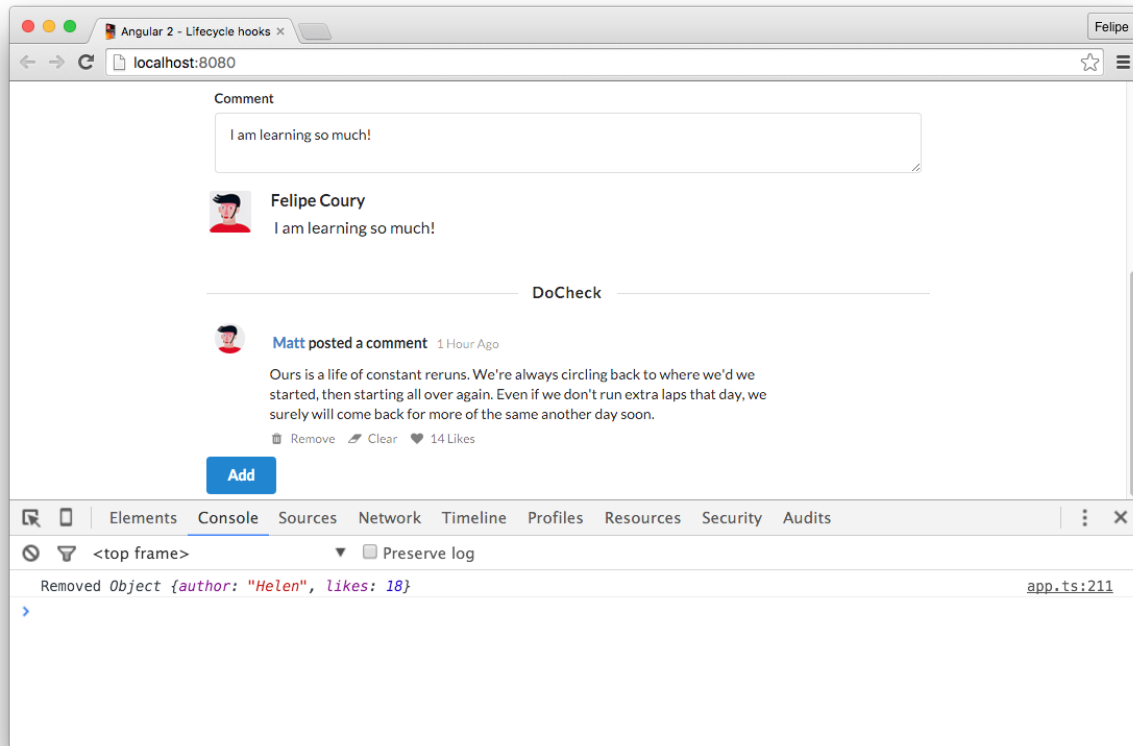 Angular 2 - Lifecycle hooks ×
Felipe
localhost:8080
Comment
I am learning so much!
Felipe Coury
I am learning so much!
DoCheck
Matt posted a comment 1 Hour Ago
Ours is a life of constant reruns. We're always circling back to where we'd we
started, then starting all over again. Even if we don't run extra laps that day, we
surely will come back for more of the same another day soon.
Remove Clear 14 Likes
Add
Elements Console Sources Network Timeline Profiles Resources Security Audits
<top frame> Preserve log
Removed Object {author: "Helen", likes: 18} app.ts:211